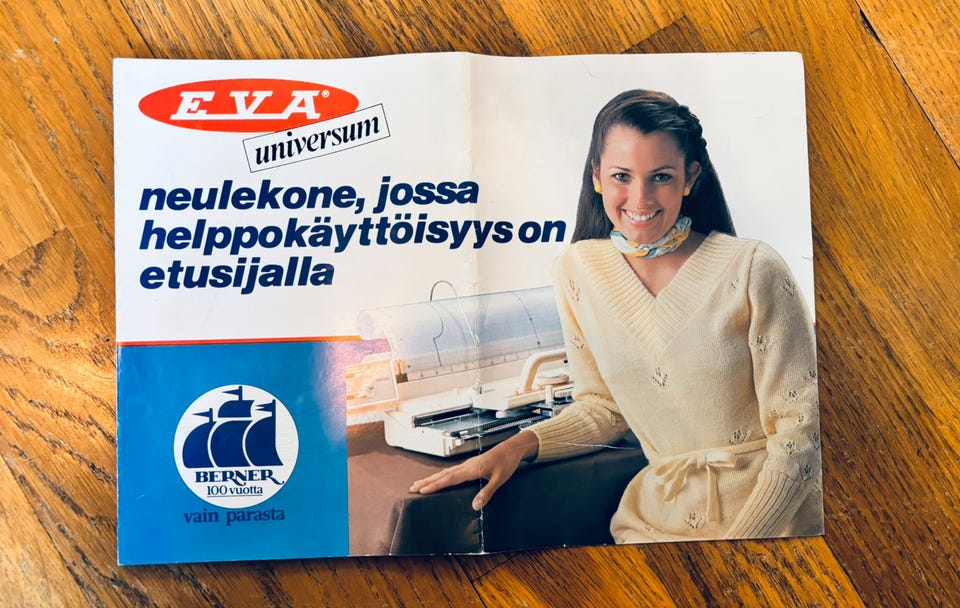 EVA®
universum
neulekone, jossa
helppokäyttöisyys on
etusijalla
BERNER
100 vuotta
vain parasta